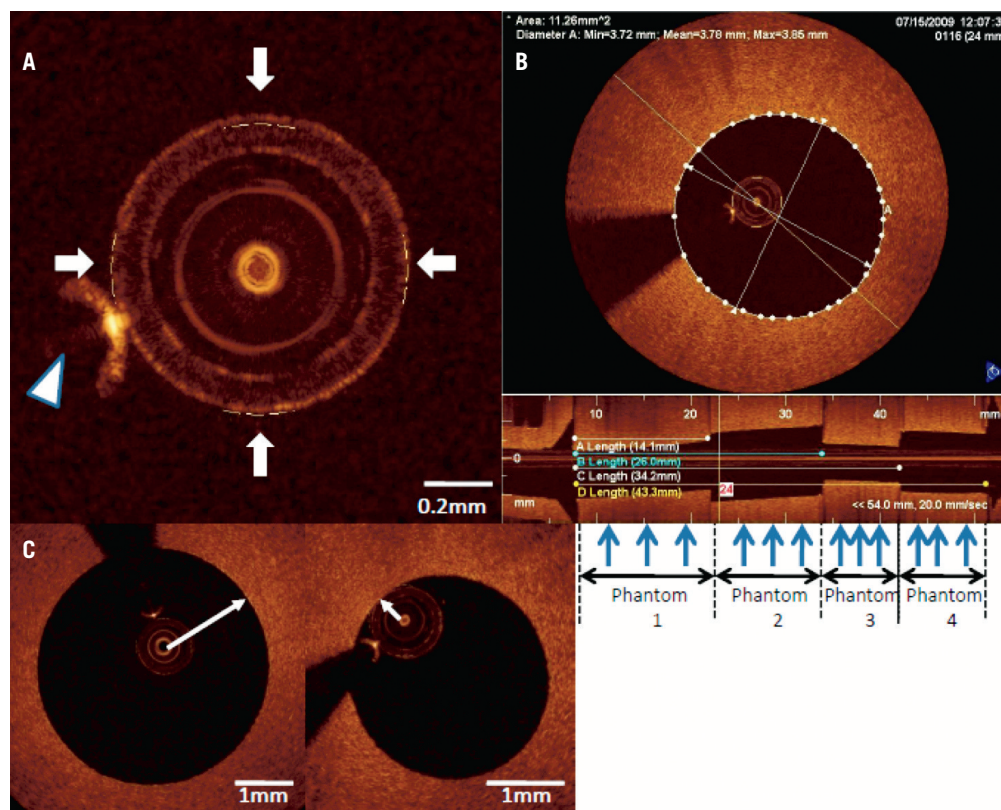 A
0.2mm
B
Area: 11.26mm^2
Diameter A: Min=3.72 mm; Mean=3.78 mm; Max=3.85 mm.
07/15/2009 12:07:3
0116 (24 mm
A
10
20
30
40
mm
0
A Length (14.1mm)
B Length (26.0mm)
C Length (34.2mm)
D Length (43.3mm)
24
mm
<< 54.0 mm, 20.0 mm/sec
Phantom
1
Phantom
2
Phantom
3
Phantom
4
C
1mm
1mm